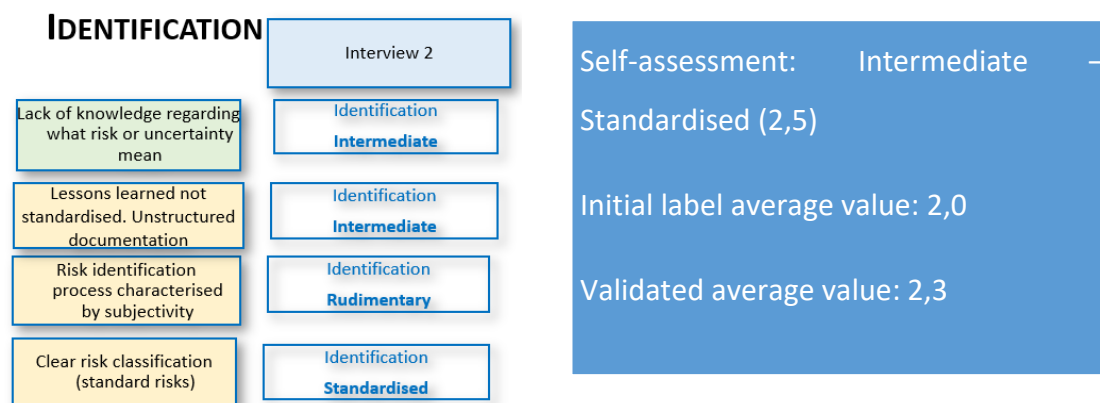 IDENTIFICATION
Interview 2
Lack of knowledge regarding
what risk or uncertainty
mean
Identification
Intermediate
Lessons learned not
standardised. Unstructured
documentation
Identification
Intermediate
Risk identification
process characterised
by subjectivity
Identification
Rudimentary
Clear risk classification
(standard risks)
Identification
Standardised
Self-assessment: Intermediate –
Standardised (2,5)
Initial label average value: 2,0
Validated average value: 2,3